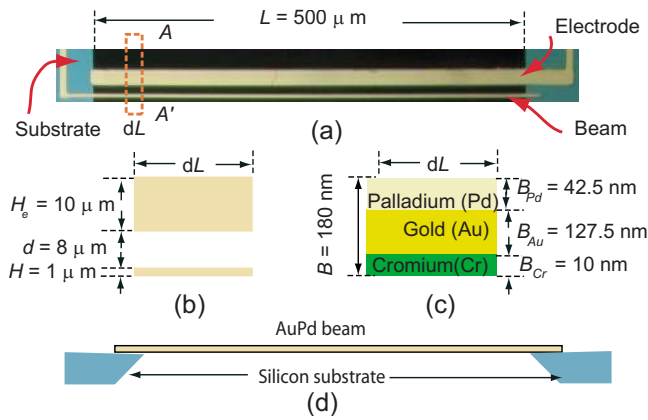 L = 500 μ m
A
Electrode
Substrate
A'
dL
(a)
Beam
dL
H_e = 10 μ m
d = 8 μ m
H = 1 μ m
(b)
dL
B = 180 nm
Palladium (Pd)
Gold (Au)
Cromium(Cr)
B_Pd = 42.5 nm
B_Au = 127.5 nm
B_Cr = 10 nm
(c)
AuPd beam
Silicon substrate
(d)